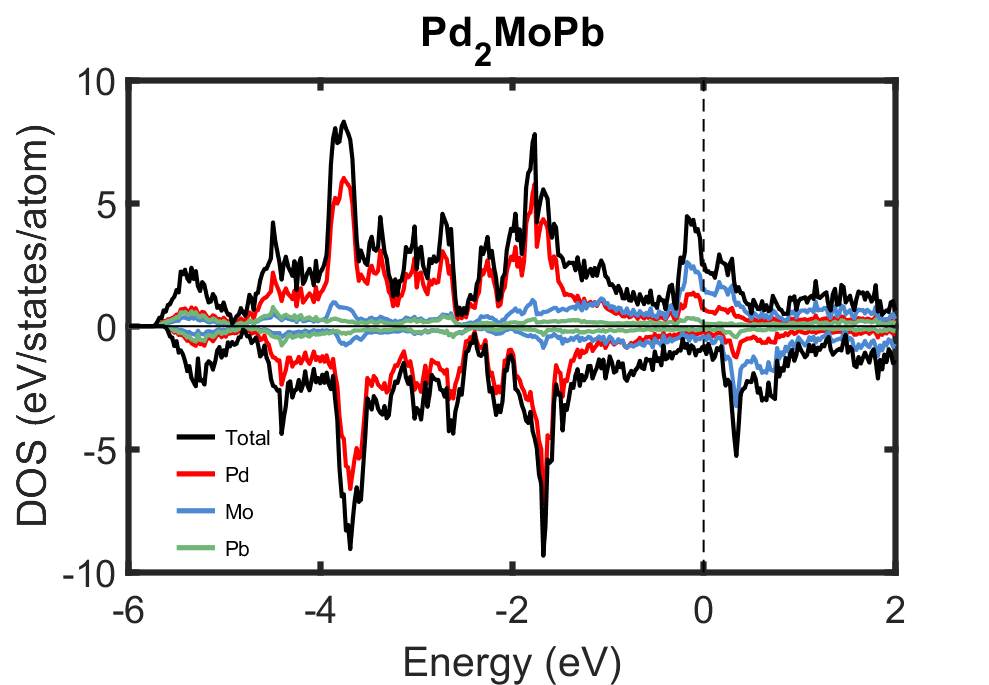 Pd2MoPb
10
5
0
-5
-10
DOS (eV/states/atom)
Total
Pd
Mo
Pb
-6
-4
-2
0
2
Energy (eV)